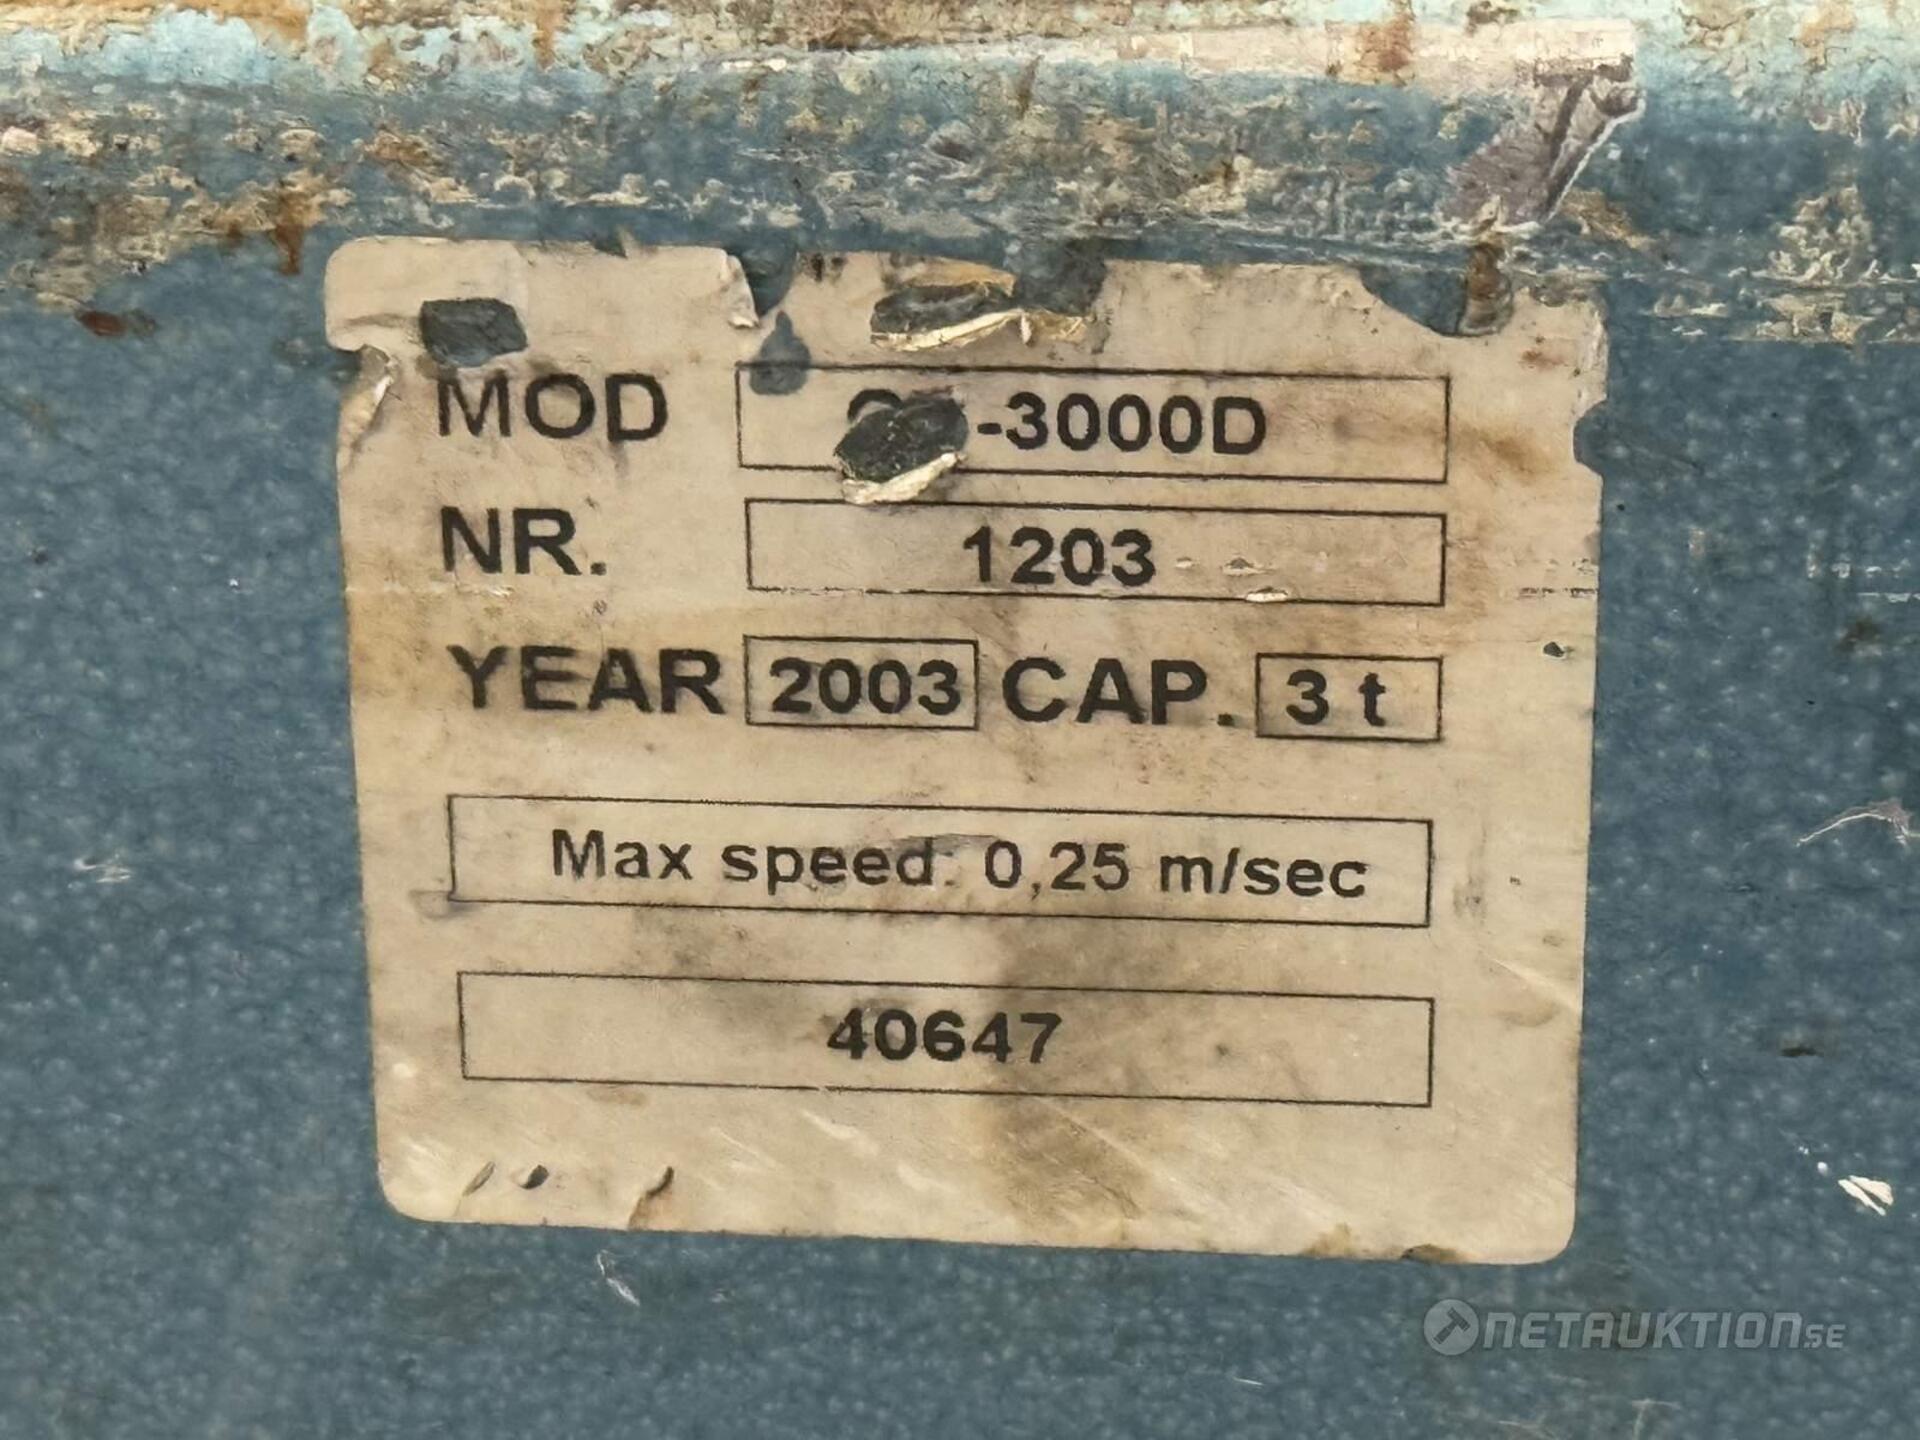 MOD -3000D
NR. 1203
YEAR 2003 CAP. 3 t
Max speed: 0,25 m/sec
40647
NETAUKTION.SE